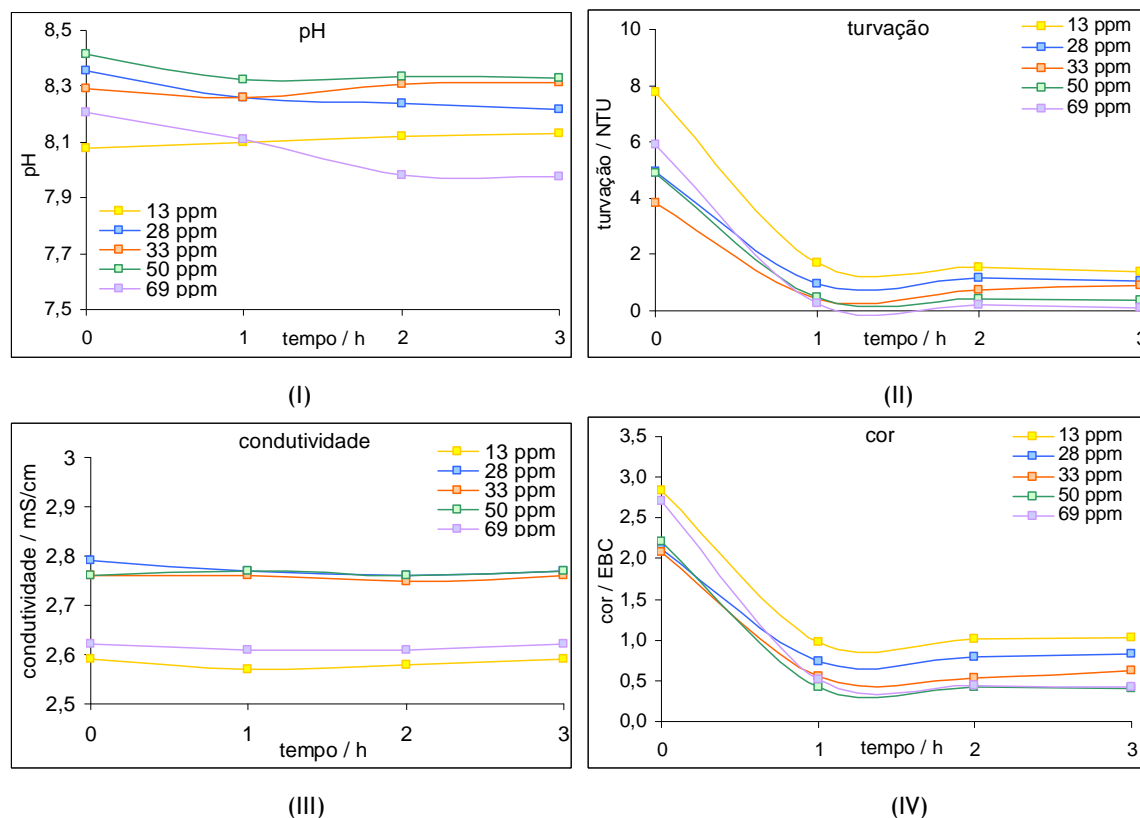 pH
8,5
8,3
8,1
7,9
7,7
7,5
pH
13 ppm
28 ppm
33 ppm
50 ppm
69 ppm
0
1
2
3
tempo / h
(I)
turvação
10
8
6
4
2
0
turvação / NTU
13 ppm
28 ppm
33 ppm
50 ppm
69 ppm
0
1
2
3
tempo / h
(II)
condutividade
3
2,9
2,8
2,7
2,6
2,5
condutividade / mS/cm
13 ppm
28 ppm
33 ppm
50 ppm
69 ppm
0
1
2
3
tempo / h
(III)
cor
3,5
3,0
2,5
2,0
1,5
1,0
0,5
0,0
cor / EBC
13 ppm
28 ppm
33 ppm
50 ppm
69 ppm
0
1
2
3
tempo / h
(IV)